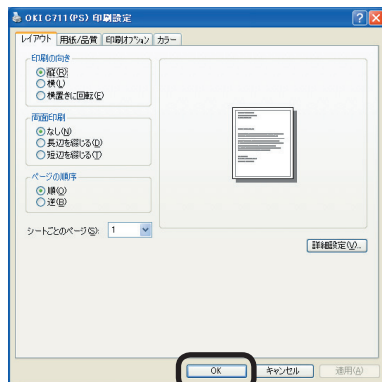 OKI C711(PS) 印刷設定
レイアウト 用紙/品質 印刷オプション カラー
印刷の向き
縦(R)
横(L)
横置きに回転(E)
両面印刷
なし(N)
長辺を綴じる(D)
短辺を綴じる(T)
ページの順序
順(O)
逆(B)
シートごとのページ(S): 1
詳細設定(V)...
OK キャンセル 適用(A)